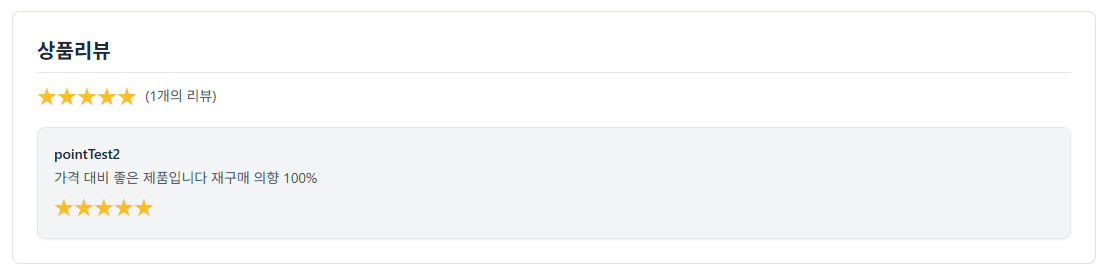 상품리뷰
★★★★★ (1개의 리뷰)
pointTest2
가격 대비 좋은 제품입니다 재구매 의향 100%
★★★★★